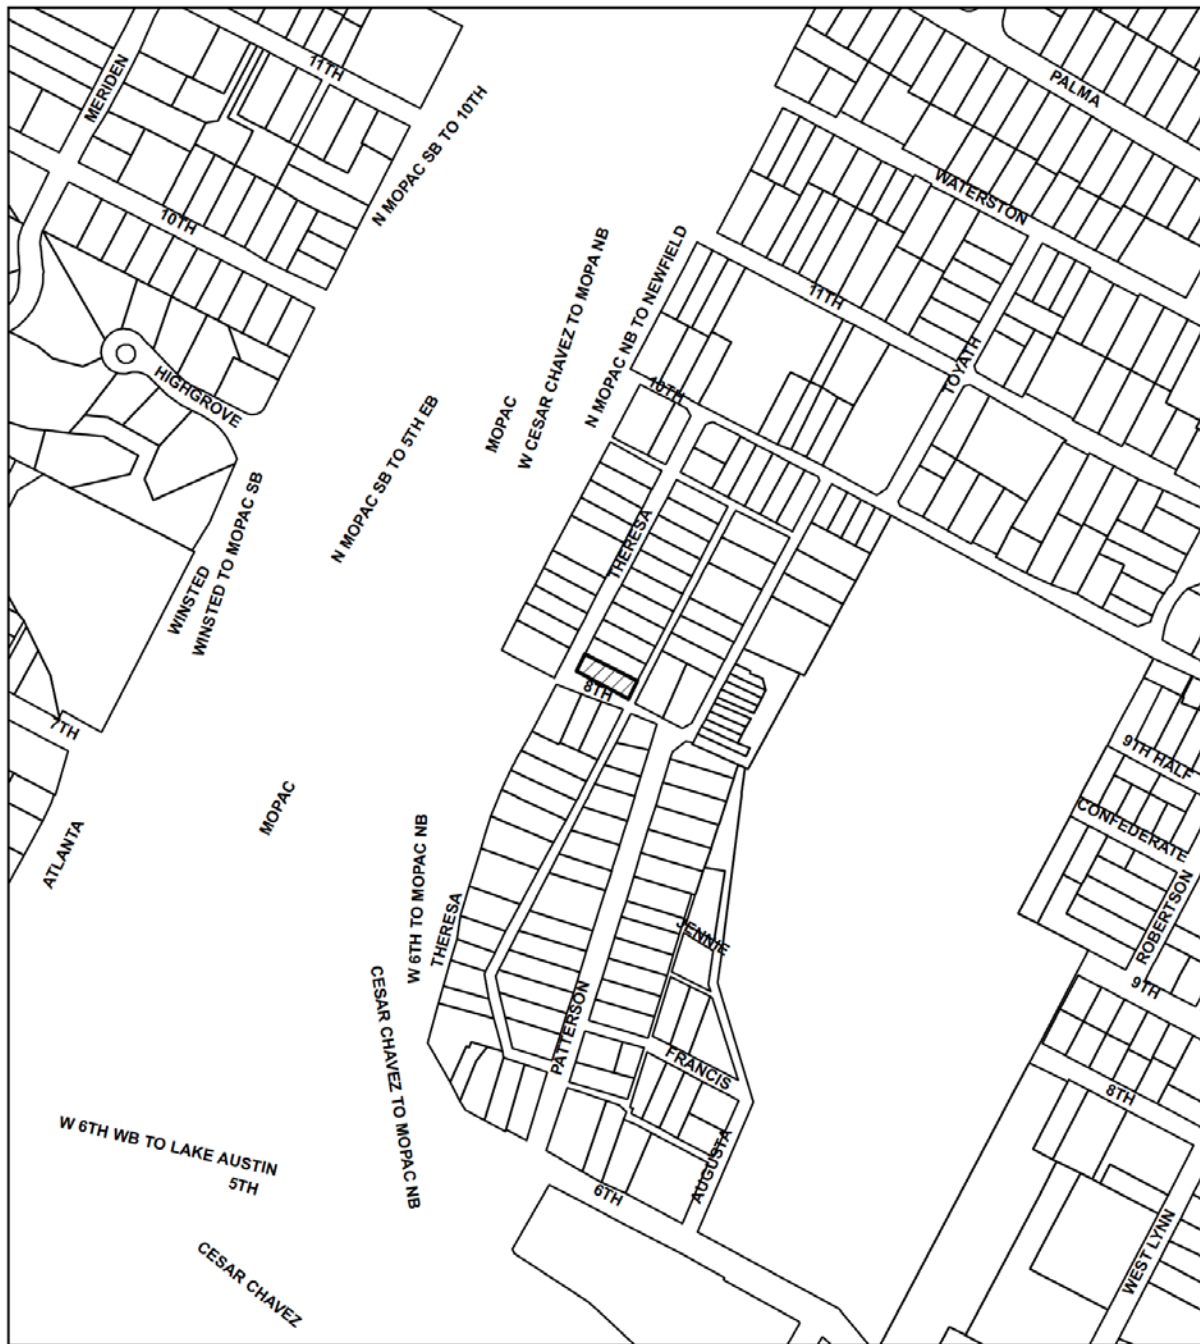 11TH
MERIDEN
PALMA
N MOPAC SB TO 10TH
WATERSTON
10TH
W CESAR CHAVEZ TO MOPA NB
N MOPAC NB TO NEWFIELD
11TH
TOYATH
HIGHGROVE
10TH
MOPAC
N MOPAC SB TO 5TH EB
THERESA
WINSTED
WINSTED TO MOPAC SB
8TH
7TH
9TH HALF
MOPAC
CONFEDERATE
ATLANTA
W 6TH TO MOPAC NB
THERESA
JENNIE
ROBERTSON
9TH
CESAR CHAVEZ TO MOPAC NB
PATTERSON
FRANCIS
8TH
W 6TH WB TO LAKE AUSTIN
5TH
AUGUSTA
6TH
WEST LYNN
CESAR CHAVEZ